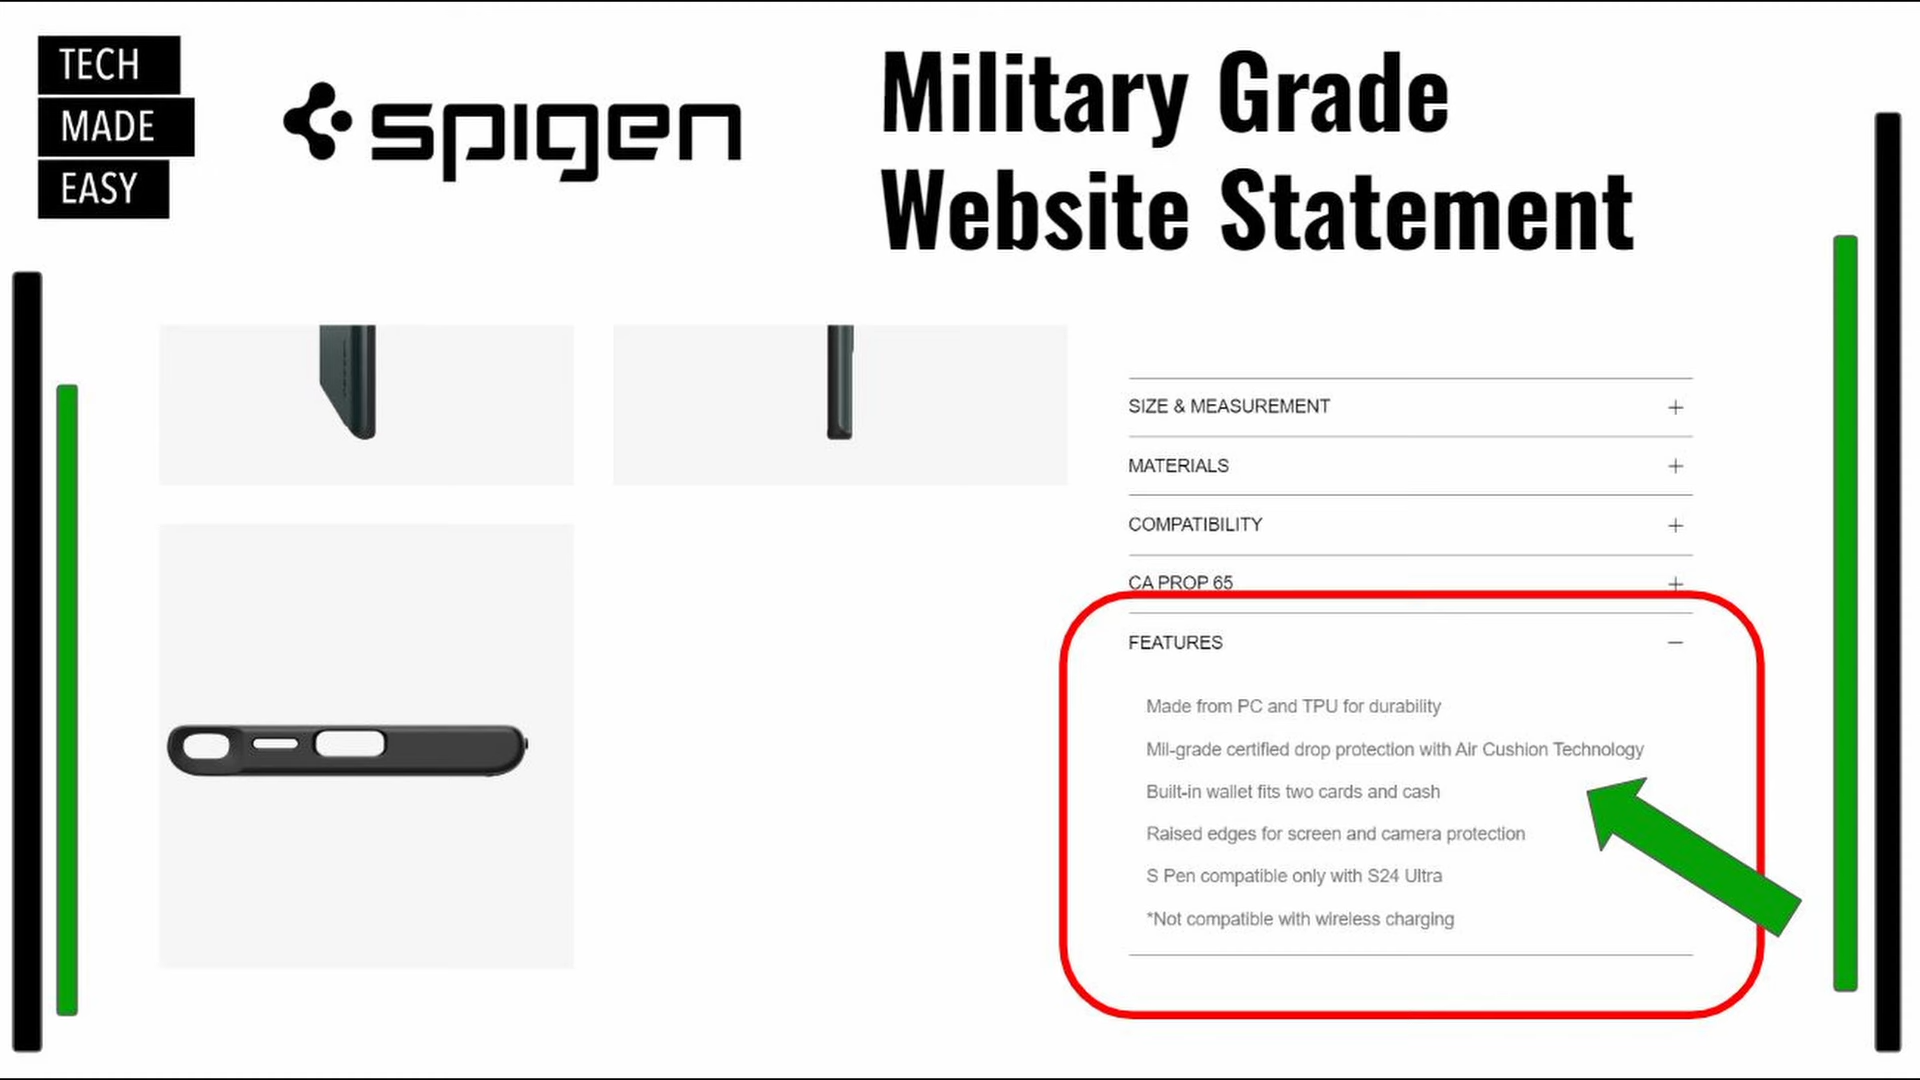 TECH
MADE
EASY
spigen
Military Grade
Website Statement
SIZE & MEASUREMENT +
MATERIALS +
COMPATIBILITY +
CA PROP 65 +
FEATURES −
Made from PC and TPU for durability
Mil-grade certified drop protection with Air Cushion Technology
Built-in wallet fits two cards and cash
Raised edges for screen and camera protection
S Pen compatible only with S24 Ultra
*Not compatible with wireless charging